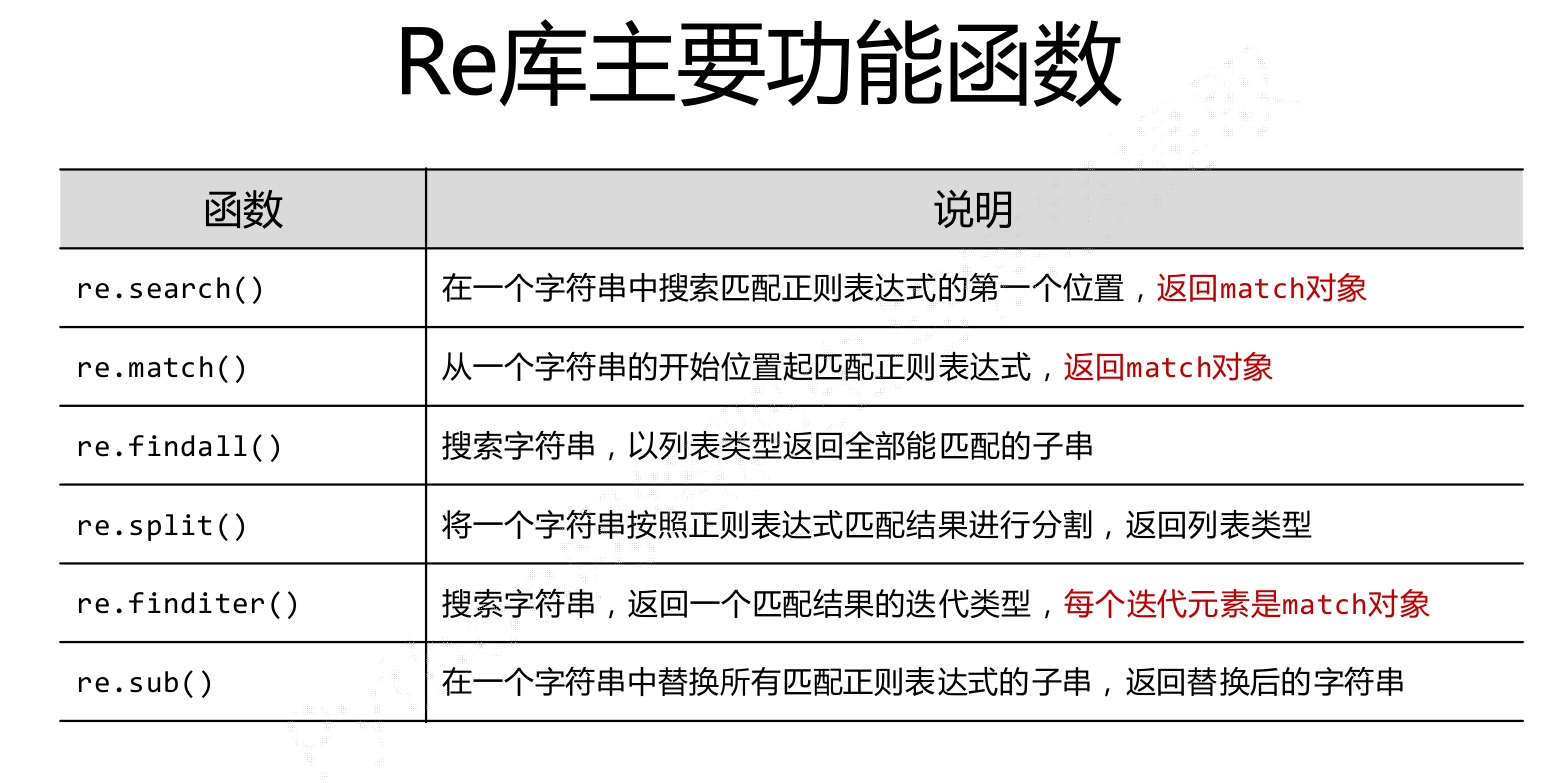 Re库主要功能函数
函数 说明
re.search() 在一个字符串中搜索匹配正则表达式的第一个位置，返回match对象
re.match() 从一个字符串的开始位置起匹配正则表达式，返回match对象
re.findall() 搜索字符串，以列表类型返回全部能匹配的子串
re.split() 将一个字符串按照正则表达式匹配结果进行分割，返回列表类型
re.finditer() 搜索字符串，返回一个匹配结果的迭代类型，每个迭代元素是match对象
re.sub() 在一个字符串中替换所有匹配正则表达式的子串，返回替换后的字符串